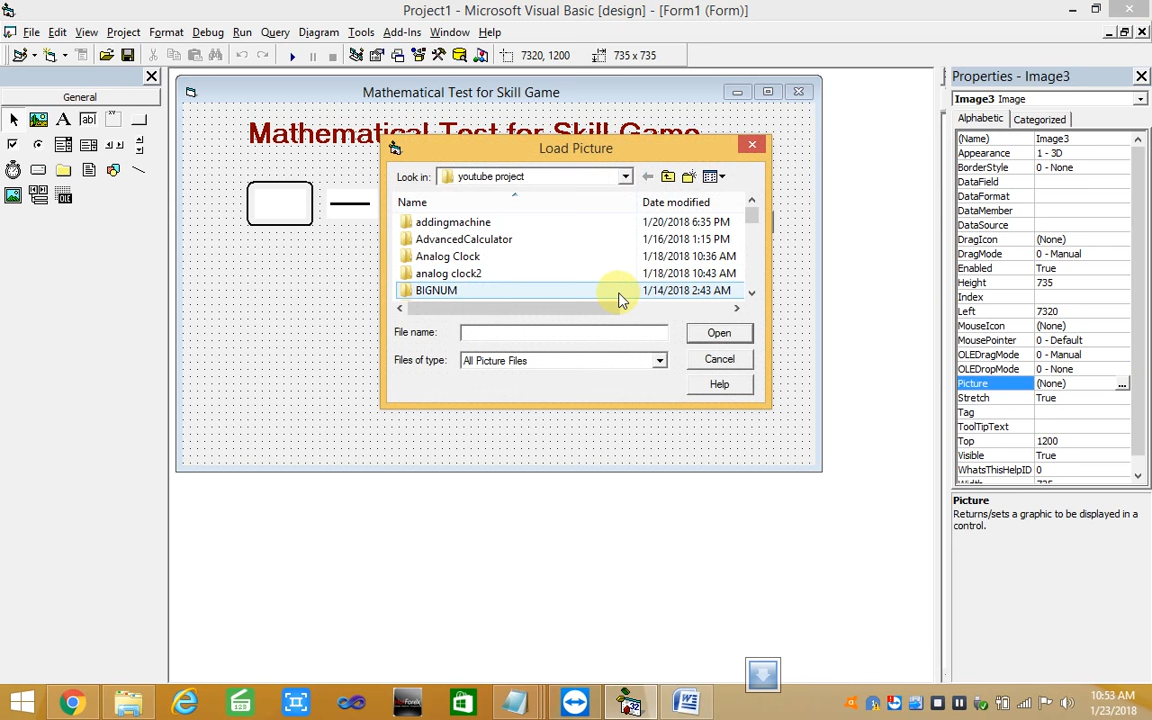 Project1 - Microsoft Visual Basic [design] - [Form1 (Form)]
File Edit View Project Format Debug Run Query Diagram Tools Add-Ins Window Help
7320, 1200 735 x 735
General
Mathematical Test for Skill Game
Mathematical Test for Skill Game
Load Picture
Look in: youtube project
Name Date modified
addingmachine 1/20/2018 6:35 PM
AdvancedCalculator 1/16/2018 1:15 PM
Analog Clock 1/18/2018 10:36 AM
analog clock2 1/18/2018 10:43 AM
BIGNUM 1/14/2018 2:43 AM
File name: Open
Files of type: All Picture Files Cancel
Help
Properties - Image3
Image3 Image
Alphabetic Categorized
(Name) Image3
Appearance 1 - 3D
BorderStyle 0 - None
DataField
DataFormat
DataMember
DataSource
DragIcon (None)
DragMode 0 - Manual
Enabled True
Height 735
Index
Left 7320
MouseIcon (None)
MousePointer 0 - Default
OLEDragMode 0 - Manual
OLEDropMode 0 - None
Picture (None) ...
Stretch True
Tag
ToolTipText
Top 1200
Visible True
WhatsThisHelpID 0
Width 735
Picture
Returns/sets a graphic to be displayed in a
control.
10:53 AM
1/23/2018